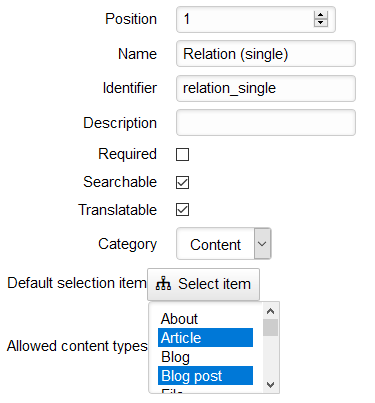 Position 1
Name Relation (single)
Identifier relation_single
Description
Required
Searchable
Translatable
Category Content
Default selection item Select item
About
Article
Allowed content types Blog
Blog post